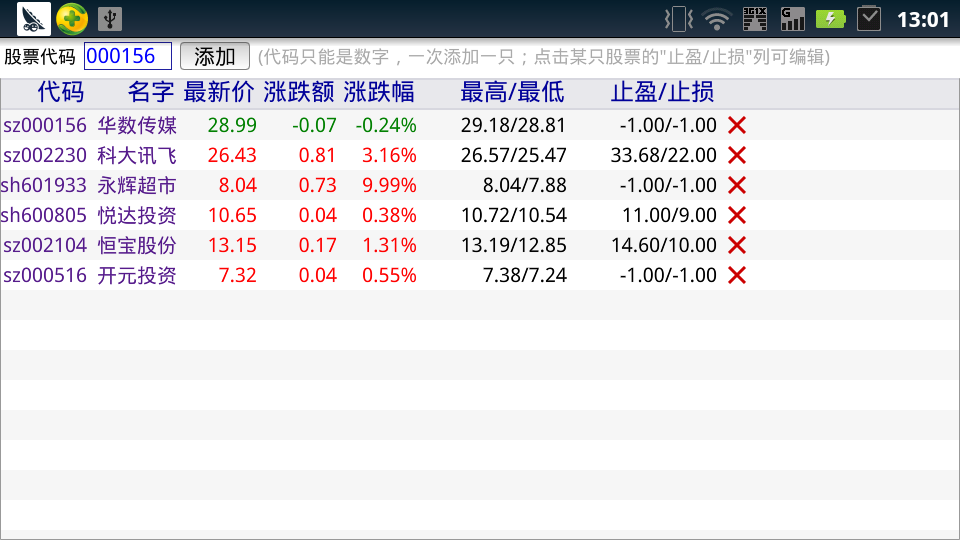 13:01
股票代码 000156 添加 (代码只能是数字，一次添加一只；点击某只股票的"止盈/止损"列可编辑)
代码 名字 最新价 涨跌额 涨跌幅 最高/最低 止盈/止损
sz000156 华数传媒 28.99 -0.07 -0.24% 29.18/28.81 -1.00/-1.00
sz002230 科大讯飞 26.43 0.81 3.16% 26.57/25.47 33.68/22.00
sh601933 永辉超市 8.04 0.73 9.99% 8.04/7.88 -1.00/-1.00
sh600805 悦达投资 10.65 0.04 0.38% 10.72/10.54 11.00/9.00
sz002104 恒宝股份 13.15 0.17 1.31% 13.19/12.85 14.60/10.00
sz000516 开元投资 7.32 0.04 0.55% 7.38/7.24 -1.00/-1.00